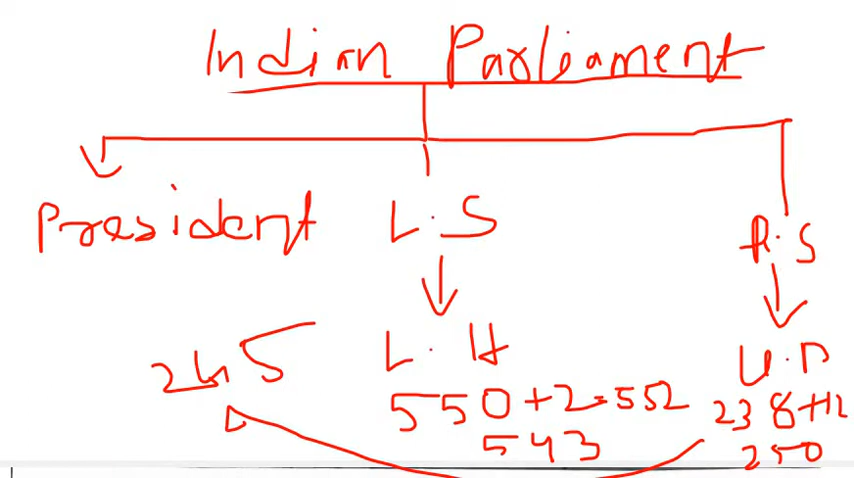 Indian Parliament
President L.S R.S
L.H U.
245
550+2=552 238+12
543 250